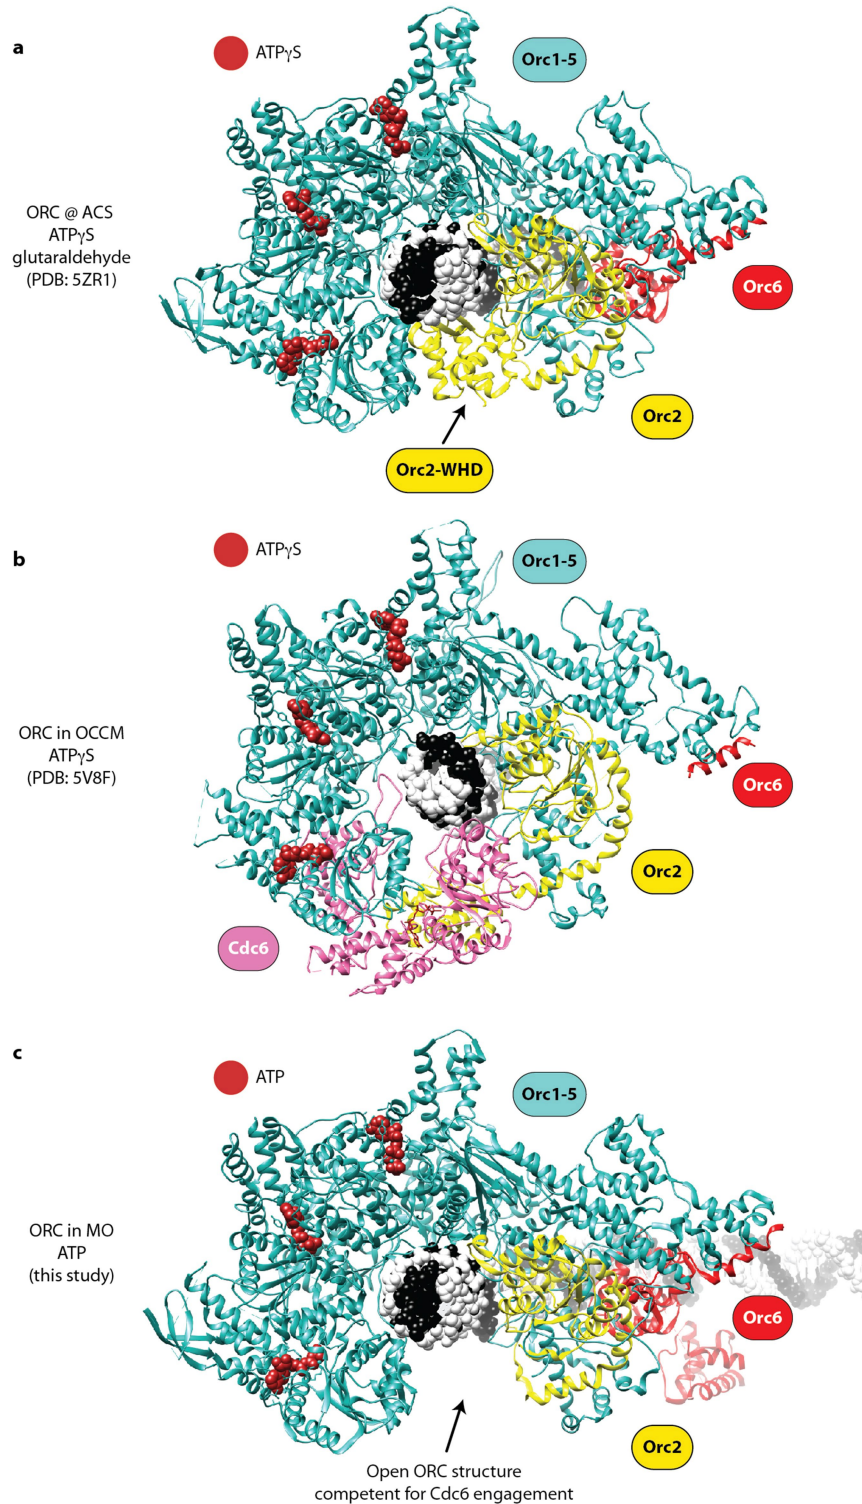 a
ATPγS
Orc1-5
ORC @ ACS
ATPγS
glutaraldehyde
(PDB: 5ZR1)
Orc6
Orc2
Orc2-WHD
b
ATPγS
Orc1-5
ORC in OCCM
ATPγS
(PDB: 5V8F)
Orc6
Orc2
Cdc6
c
ATP
Orc1-5
ORC in MO
ATP
(this study)
Orc6
Orc2
Open ORC structure
competent for Cdc6 engagement